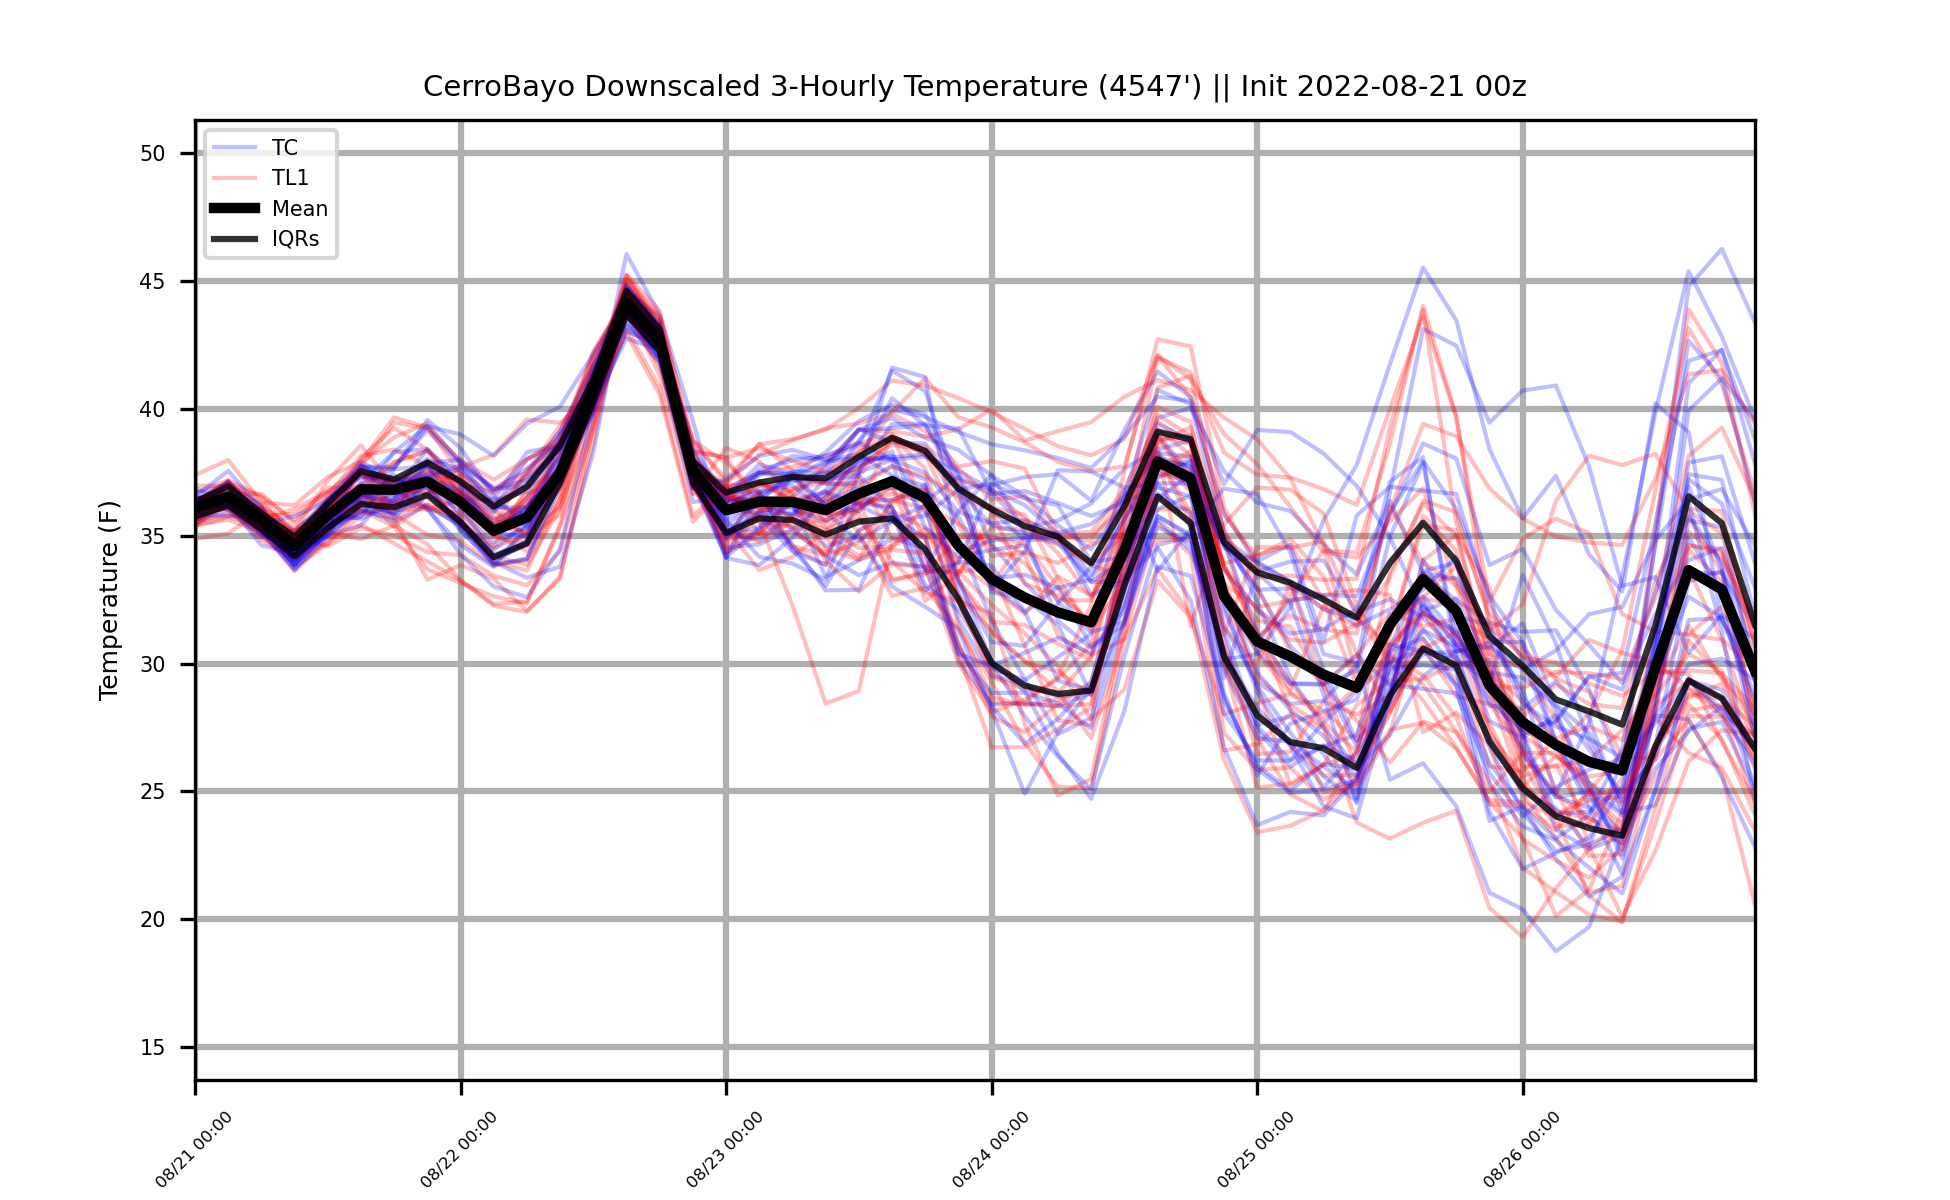 CerroBayo Downscaled 3-Hourly Temperature (4547') || Init 2022-08-21 00z
TC
TL1
Mean
IQRs
Temperature (F)
50
45
40
35
30
25
20
15
08/21 00:00
08/22 00:00
08/23 00:00
08/24 00:00
08/25 00:00
08/26 00:00